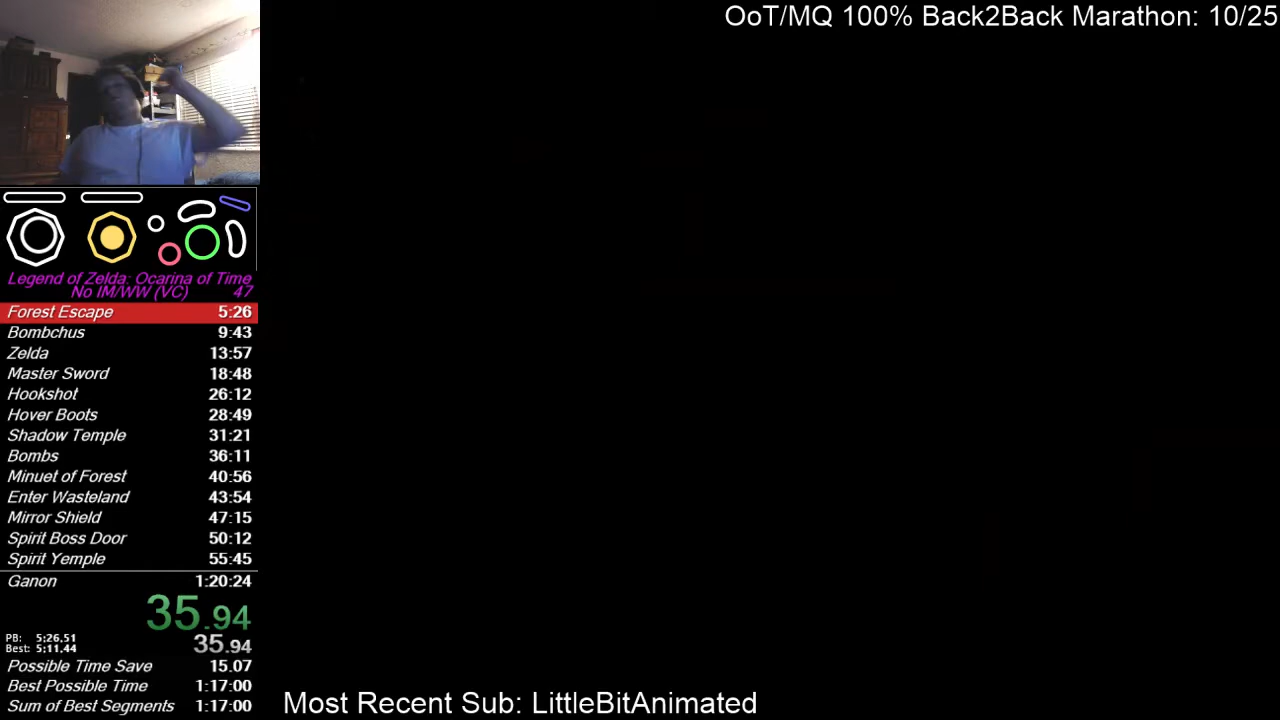 OoT/MQ 100% Back2Back Marathon: 10/25
Legend of Zelda: Ocarina of Time
No IM/WW (VC) 47
Forest Escape 5:26
Bombchus 9:43
Zelda 13:57
Master Sword 18:48
Hookshot 26:12
Hover Boots 28:49
Shadow Temple 31:21
Bombs 36:11
Minuet of Forest 40:56
Enter Wasteland 43:54
Mirror Shield 47:15
Spirit Boss Door 50:12
Spirit Yemple 55:45
Ganon 1:20:24
35.94
PB: 5:26.51
Best: 5:11.44 35.94
Possible Time Save 15.07
Best Possible Time 1:17:00
Sum of Best Segments 1:17:00
Most Recent Sub: LittleBitAnimated